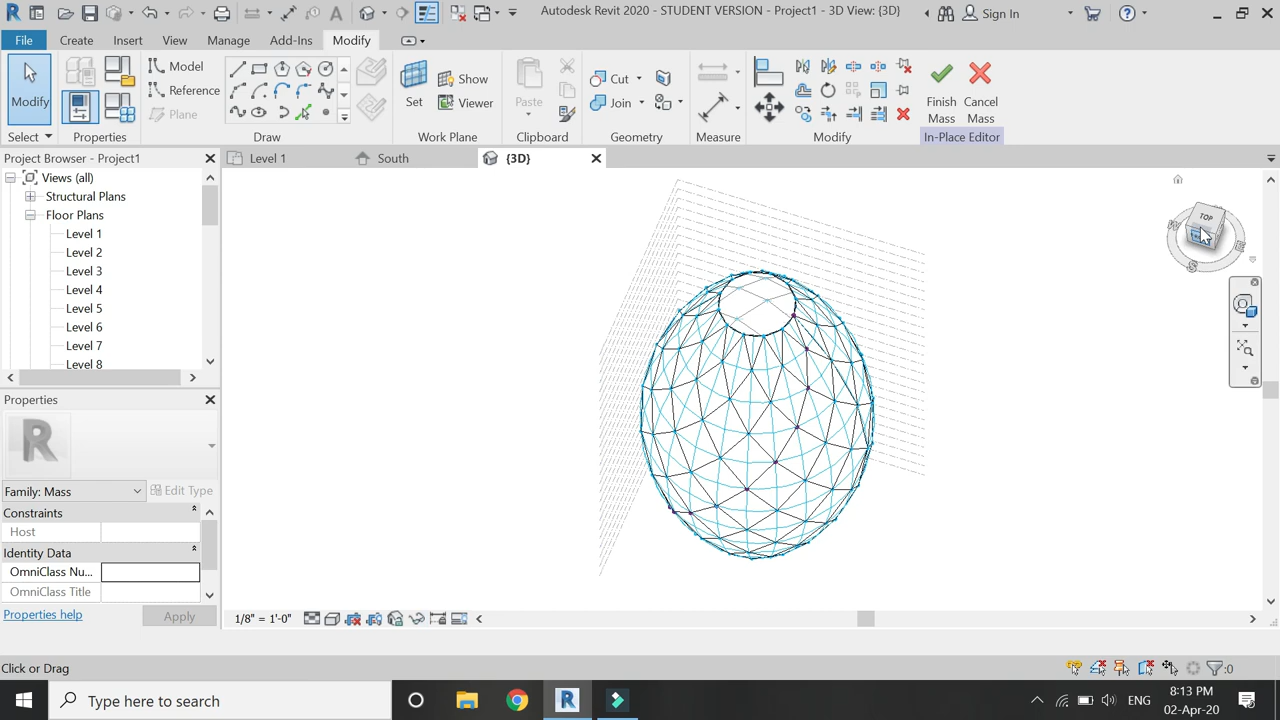 Autodesk Revit 2020 - STUDENT VERSION - Project1 - 3D View: {3D}
Sign In
File
Create
Insert
View
Manage
Add-Ins
Modify
Modify
Model
Reference
Plane
Set
Show
Viewer
Paste
Cut
Join
Finish Mass
Cancel Mass
Select
Properties
Draw
Work Plane
Clipboard
Geometry
Measure
Modify
In-Place Editor
Project Browser - Project1
Level 1
South
{3D}
Views (all)
Structural Plans
Floor Plans
Level 1
Level 2
Level 3
Level 4
Level 5
Level 6
Level 7
Level 8
TOP
Properties
R
Family: Mass
Edit Type
Constraints
Host
Identity Data
OmniClass Nu...
OmniClass Title
Properties help
Apply
1/8" = 1'-0"
Click or Drag
:0
Type here to search
ENG
8:13 PM
02-Apr-20